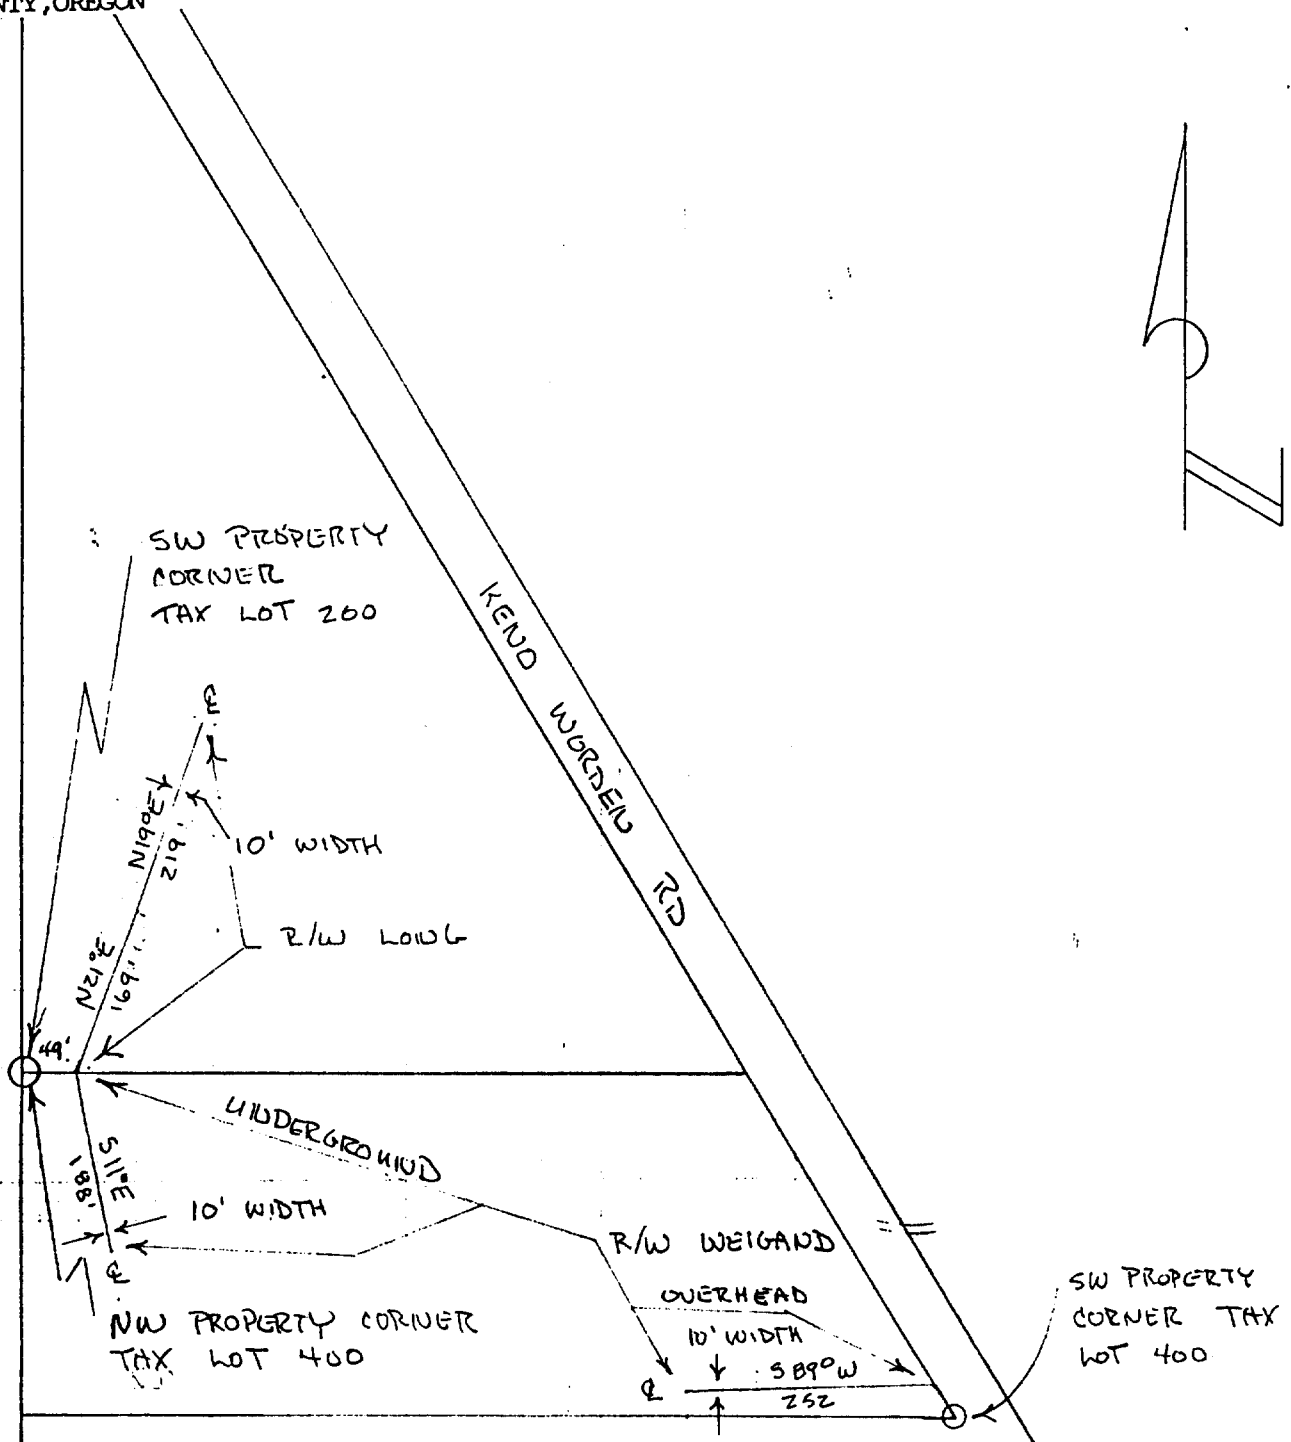 NTY, OREGON
SW PROPERTY
CORNER
TAX LOT 200
KENO WORDEN RD
℄
N19°E
219'
10' WIDTH
R/W LONG
N21°E
169'
49'
UNDERGROUND
S11°E
188'
10' WIDTH
℄
NW PROPERTY CORNER
TAX LOT 400
R/W WEIGAND
OVERHEAD
10' WIDTH
℄
S89°W
252
SW PROPERTY
CORNER TAX
LOT 400